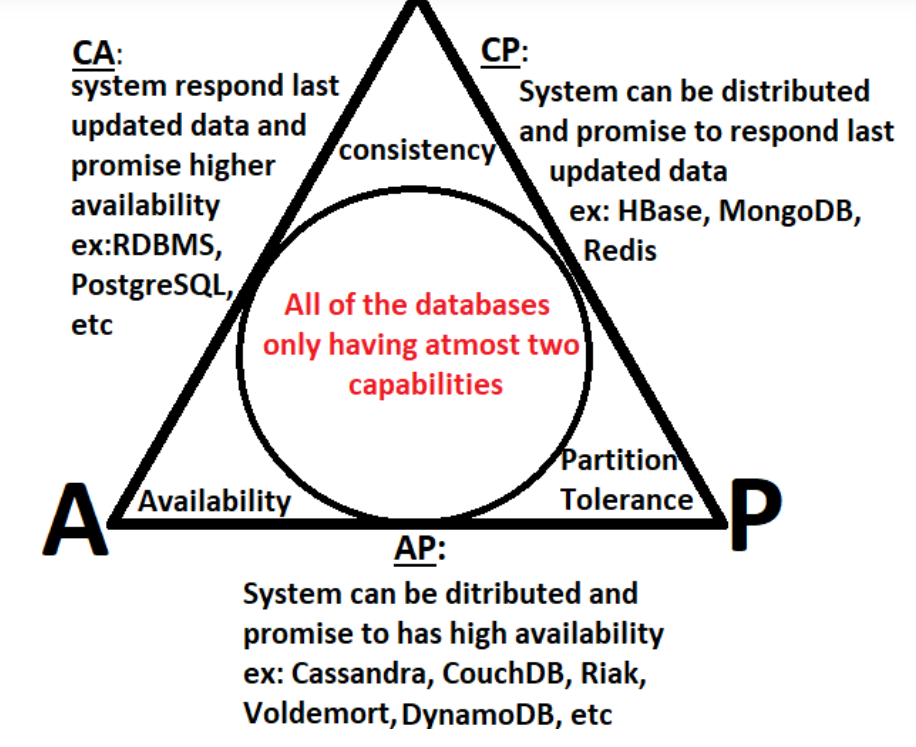 CA:
system respond last
updated data and
promise higher
availability
ex:RDBMS,
PostgreSQL,
etc
CP:
System can be distributed
and promise to respond last
updated data
ex: HBase, MongoDB,
Redis
consistency
All of the databases
only having atmost two
capabilities
A
Availability
Partition
Tolerance
P
AP:
System can be ditributed and
promise to has high availability
ex: Cassandra, CouchDB, Riak,
Voldemort, DynamoDB, etc